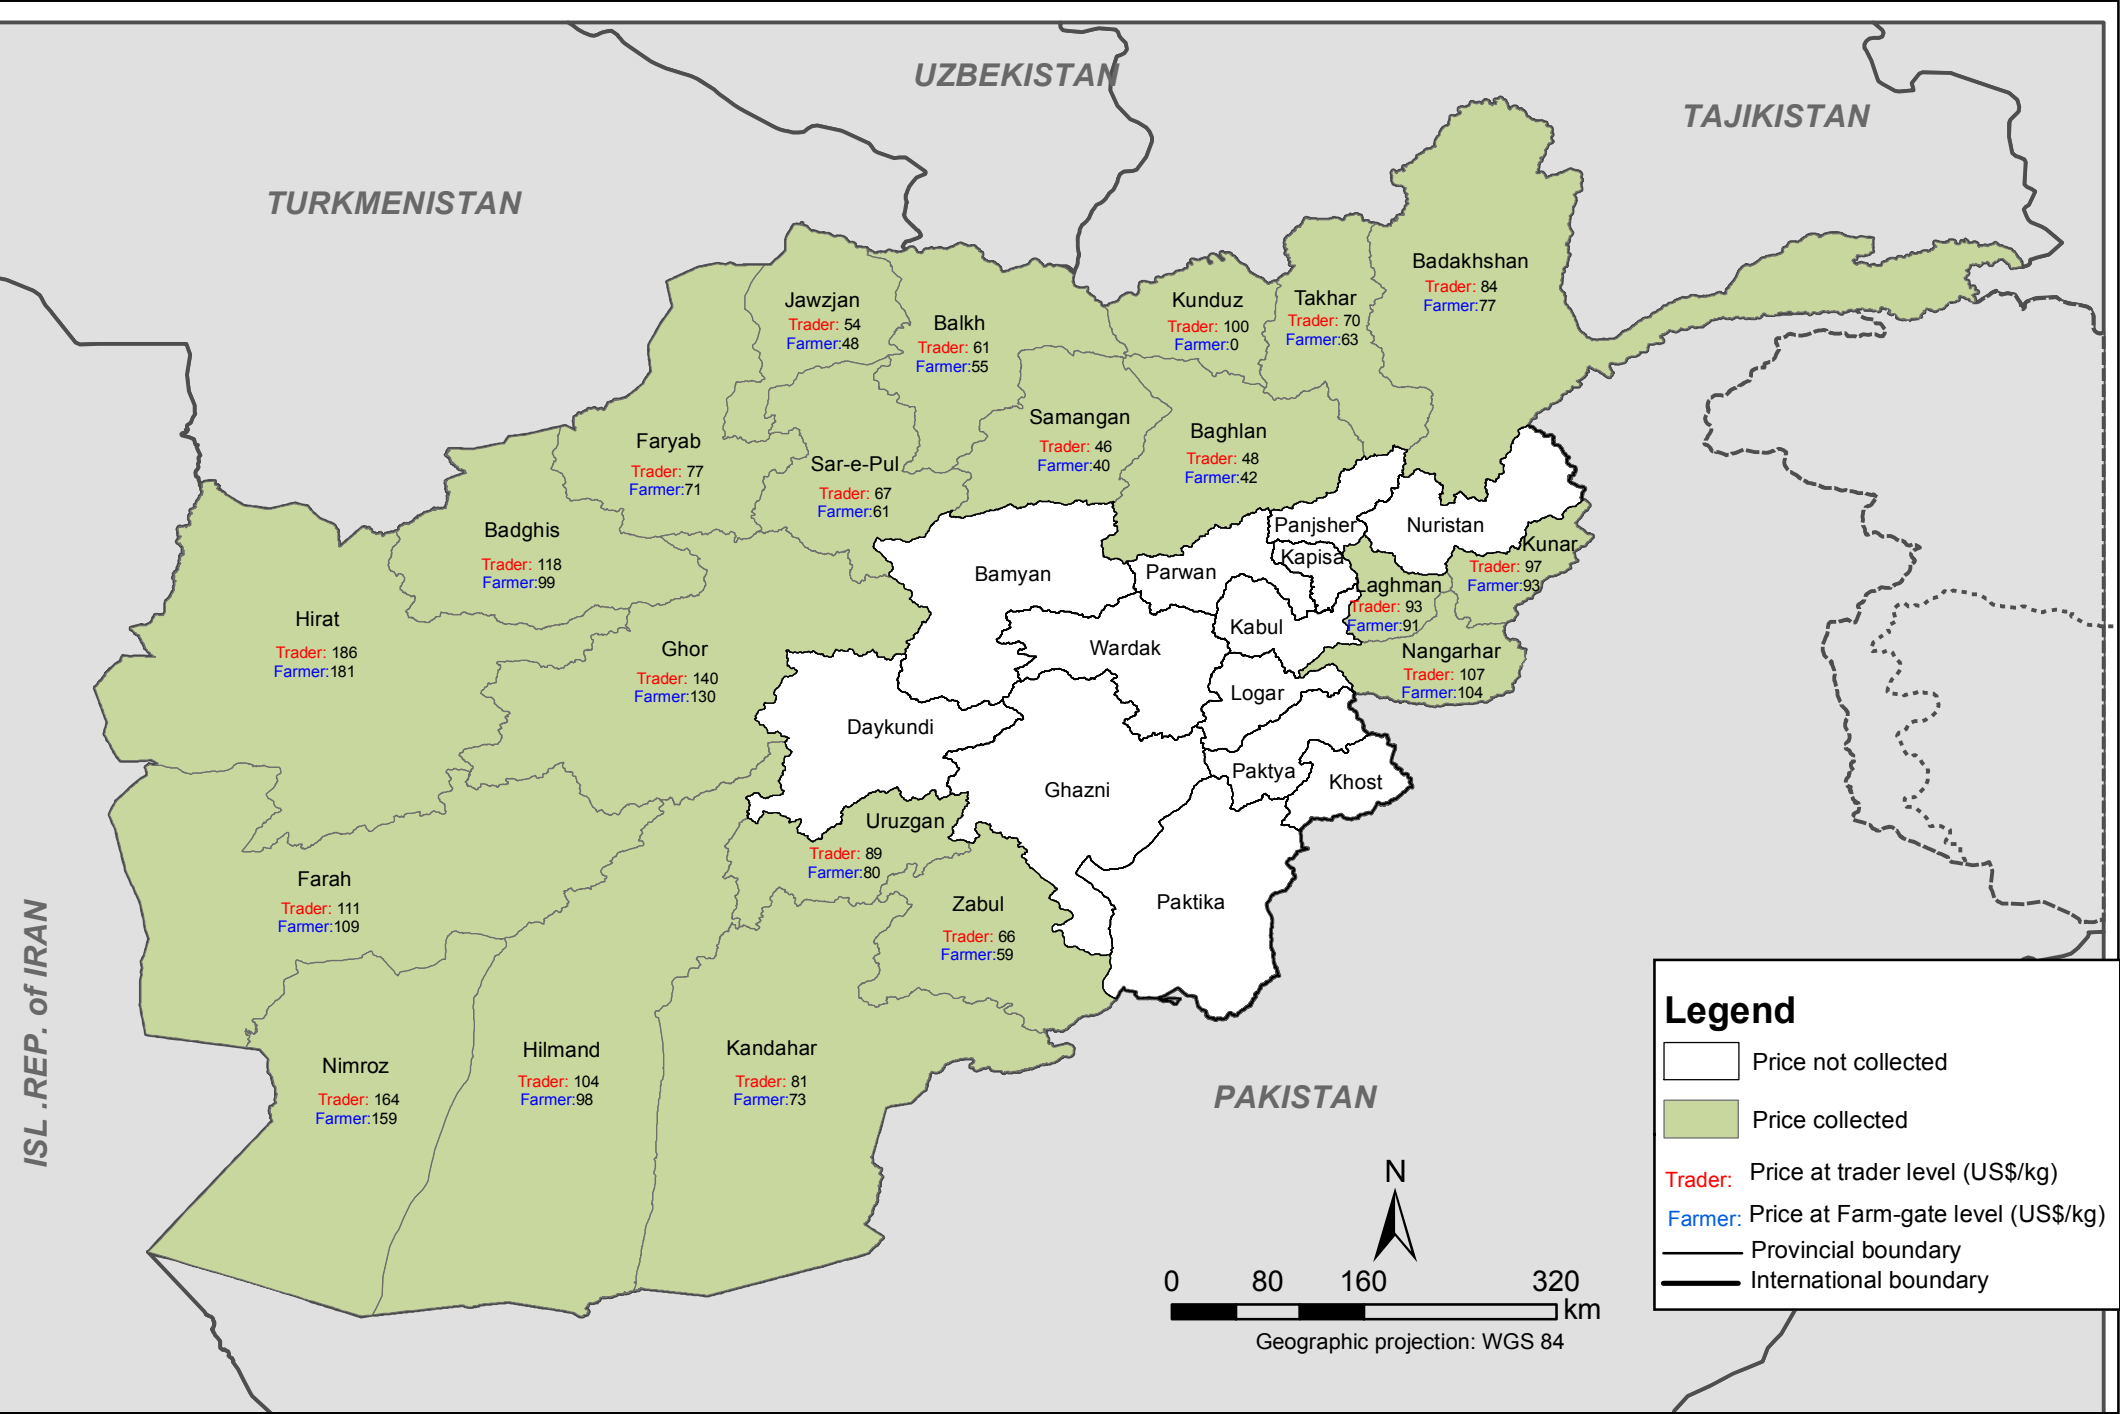 UZBEKISTAN
TAJIKISTAN
TURKMENISTAN
Badakhshan
Trader: 84
Farmer:77
Jawzjan
Trader: 54
Farmer:48
Balkh
Trader: 61
Farmer:55
Kunduz
Trader: 100
Farmer:0
Takhar
Trader: 70
Farmer:63
Samangan
Trader: 46
Farmer:40
Baghlan
Trader: 48
Farmer:42
Faryab
Trader: 77
Farmer:71
Sar-e-Pul
Trader: 67
Farmer:61
Badghis
Trader: 118
Farmer:99
Panjsher
Nuristan
Kapisa
Kunar
Trader: 97
Farmer:93
Bamyan
Parwan
Laghman
Trader: 93
Farmer:91
Hirat
Trader: 186
Farmer:181
Ghor
Trader: 140
Farmer:130
Wardak
Kabul
Nangarhar
Trader: 107
Farmer:104
Logar
Daykundi
Ghazni
Paktya
Khost
Uruzgan
Trader: 89
Farmer:80
Farah
Trader: 111
Farmer:109
Zabul
Trader: 66
Farmer:59
Paktika
ISL .REP. of IRAN
Nimroz
Trader: 164
Farmer:159
Hilmand
Trader: 104
Farmer:98
Kandahar
Trader: 81
Farmer:73
PAKISTAN
N
0 80 160 320
km
Geographic projection: WGS 84
Legend
Price not collected
Price collected
Trader: Price at trader level (US$/kg)
Farmer: Price at Farm-gate level (US$/kg)
Provincial boundary
International boundary